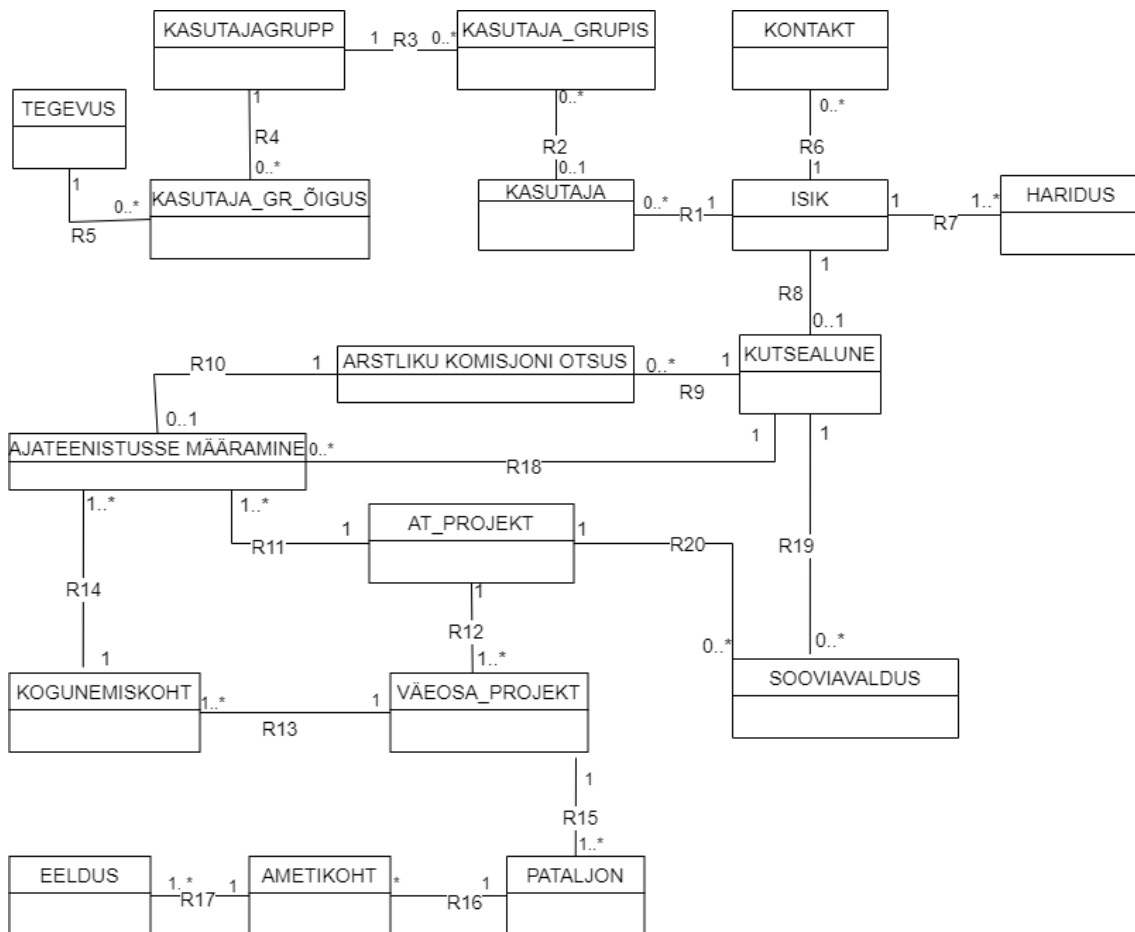 KASUTAJAGRUPP
1
R3
0..*
KASUTAJA_GRUPIS
KONTAKT
TEGEVUS
1
R4
0..*
0..*
R2
0..1
0..*
R6
1
1
0..*
R5
KASUTAJA_GR_ÕIGUS
KASUTAJA
0..*
R1
1
ISIK
1
R7
1..*
HARIDUS
1
R8
0..1
R10
1
ARSTLIKU KOMISJONI OTSUS
0..*
R9
1
KUTSEALUNE
0..1
AJATEENISTUSSE MÄÄRAMINE
0..*
R18
1
1
1..*
1..*
R11
1
AT_PROJEKT
1
R20
R19
R14
1
R12
1..*
0..*
0..*
1
KOGUNEMISKOHT
1..*
R13
1
VÄEOSA_PROJEKT
SOOVIAVALDUS
1
R15
1..*
EELDUS
1..*
R17
1
AMETIKOHT
*
R16
1
PATALJON